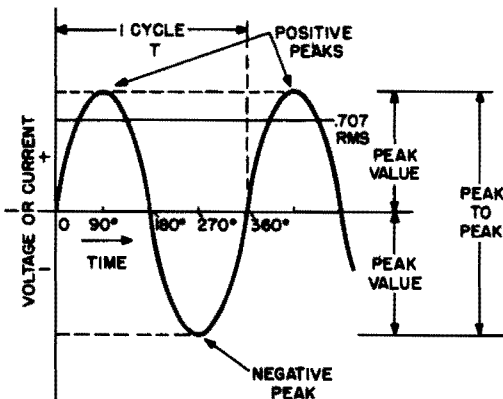 1 CYCLE
T
POSITIVE
PEAKS
.707
RMS
VOLTAGE OR CURRENT
+
-
0 90° 180° 270° 360°
TIME
PEAK
VALUE
PEAK
VALUE
PEAK
TO
PEAK
NEGATIVE
PEAK